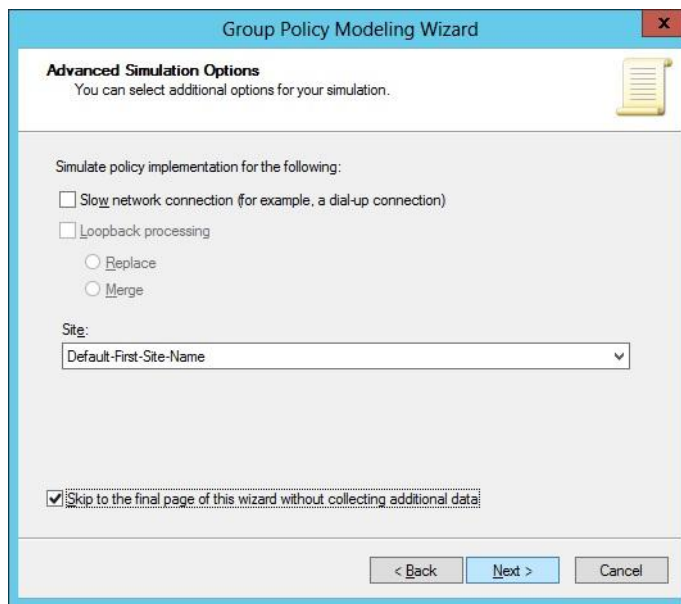 Group Policy Modeling Wizard
x
Advanced Simulation Options
You can select additional options for your simulation.
Simulate policy implementation for the following:
Slow network connection (for example, a dial-up connection)
Loopback processing
Replace
Merge
Site:
Default-First-Site-Name
Skip to the final page of this wizard without collecting additional data
< Back Next > Cancel